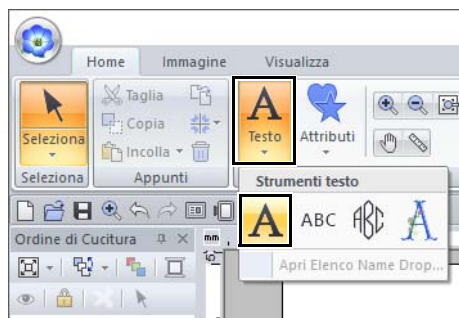 Home Immagine Visualizza
Taglia
Copia
Incolla
Seleziona
Testo
Attributi
Seleziona
Appunti
Strumenti testo
A ABC ABC A
Apri Elenco Name Drop...
Ordine di Cucitura
mm